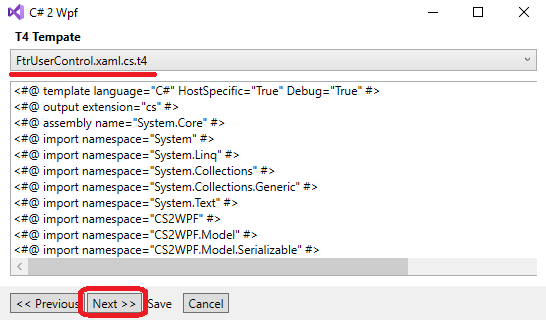 C# 2 Wpf
T4 Tempate
FtrUserControl.xaml.cs.t4
<#@ template language="C#" HostSpecific="True" Debug="True" #>
<#@ output extension="cs" #>
<#@ assembly name="System.Core" #>
<#@ import namespace="System" #>
<#@ import namespace="System.Linq" #>
<#@ import namespace="System.Collections" #>
<#@ import namespace="System.Collections.Generic" #>
<#@ import namespace="System.Text" #>
<#@ import namespace="CS2WPF" #>
<#@ import namespace="CS2WPF.Model" #>
<#@ import namespace="CS2WPF.Model.Serializable" #>
<< Previous Next >> Save Cancel